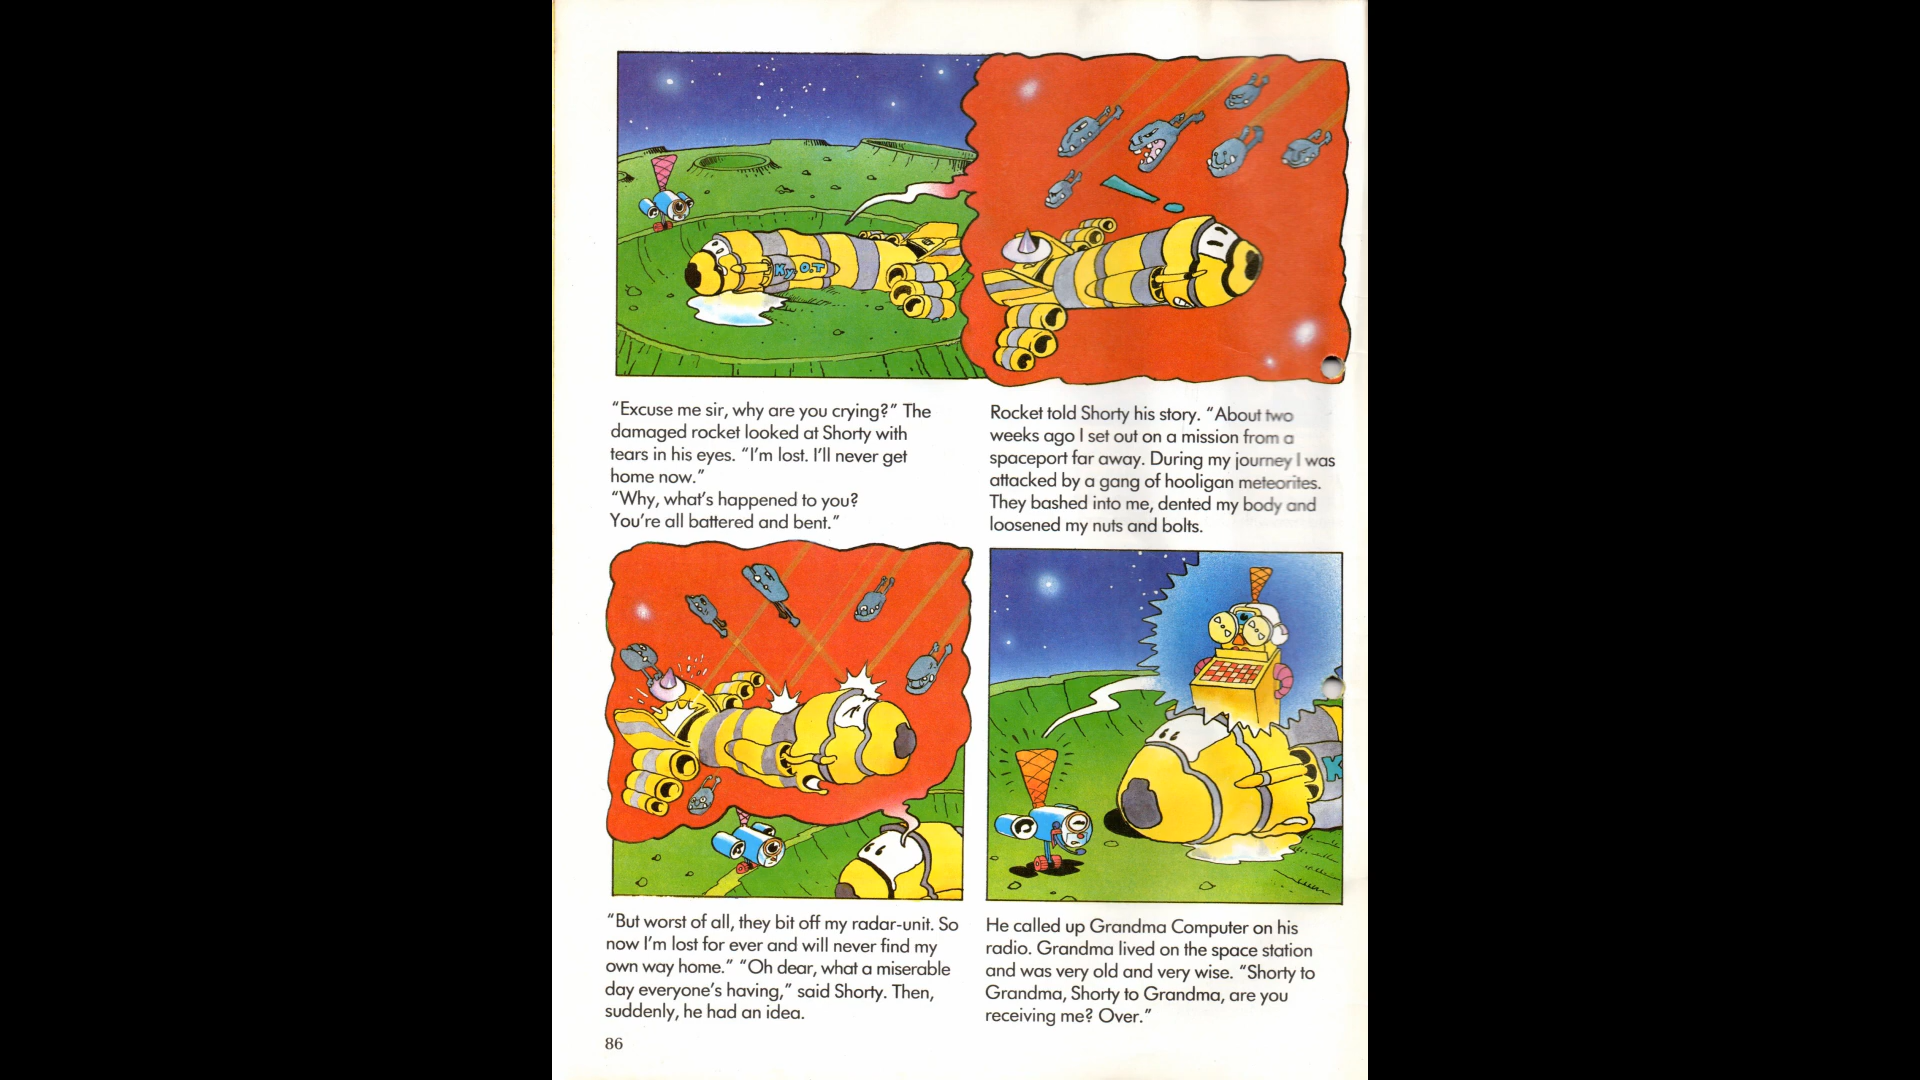 Ky. O.T
“Excuse me sir, why are you crying?” The
damaged rocket looked at Shorty with
tears in his eyes. “I’m lost. I’ll never get
home now.”
“Why, what’s happened to you?
You’re all battered and bent.”
Rocket told Shorty his story. “About two
weeks ago I set out on a mission from a
spaceport far away. During my journey I was
attacked by a gang of hooligan meteorites.
They bashed into me, dented my body and
loosened my nuts and bolts.
K
“But worst of all, they bit off my radar-unit. So
now I’m lost for ever and will never find my
own way home.” “Oh dear, what a miserable
day everyone’s having,” said Shorty. Then,
suddenly, he had an idea.
He called up Grandma Computer on his
radio. Grandma lived on the space station
and was very old and very wise. “Shorty to
Grandma, Shorty to Grandma, are you
receiving me? Over.”
86